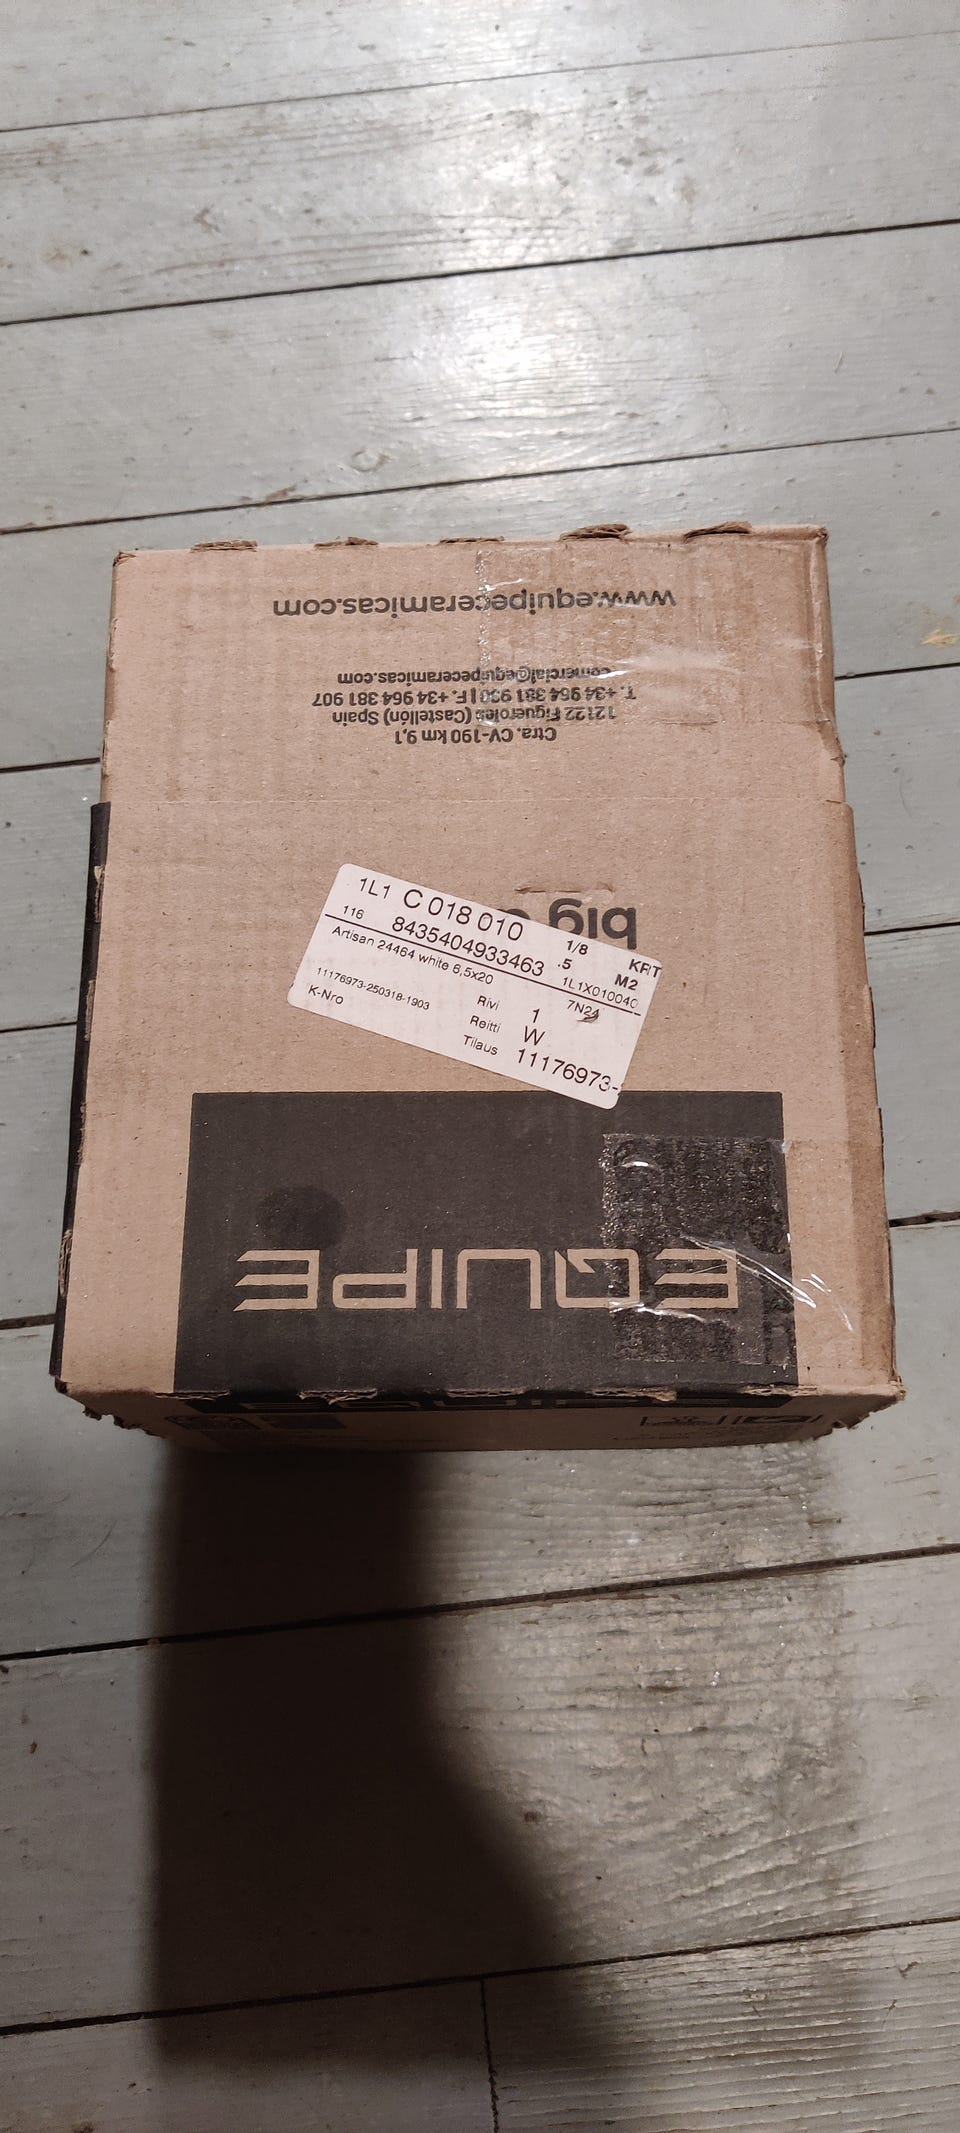 www.equipeceramicas.com
comercial@equipeceramicas.com
T. +34 964 381 930 | F. +34 964 381 907
12122 Figueroles (Castellón) Spain
Ctra. CV-190 km 9,1
big
1L1 C 018 010 1/8 KRT
116 8435404933463 .5 M2
Artisan 24464 white 6,5x20 1L1X010040
7N24
11176973-250318-1903 Rivi 1
K-Nro Reitti W
Tilaus 11176973-
EQUIPE